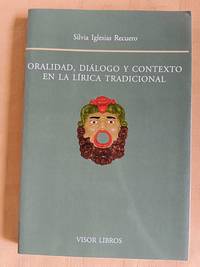 Silvia Iglesias Recuero
ORALIDAD, DIÁLOGO Y CONTEXTO
EN LA LÍRICA TRADICIONAL
VISOR LIBROS